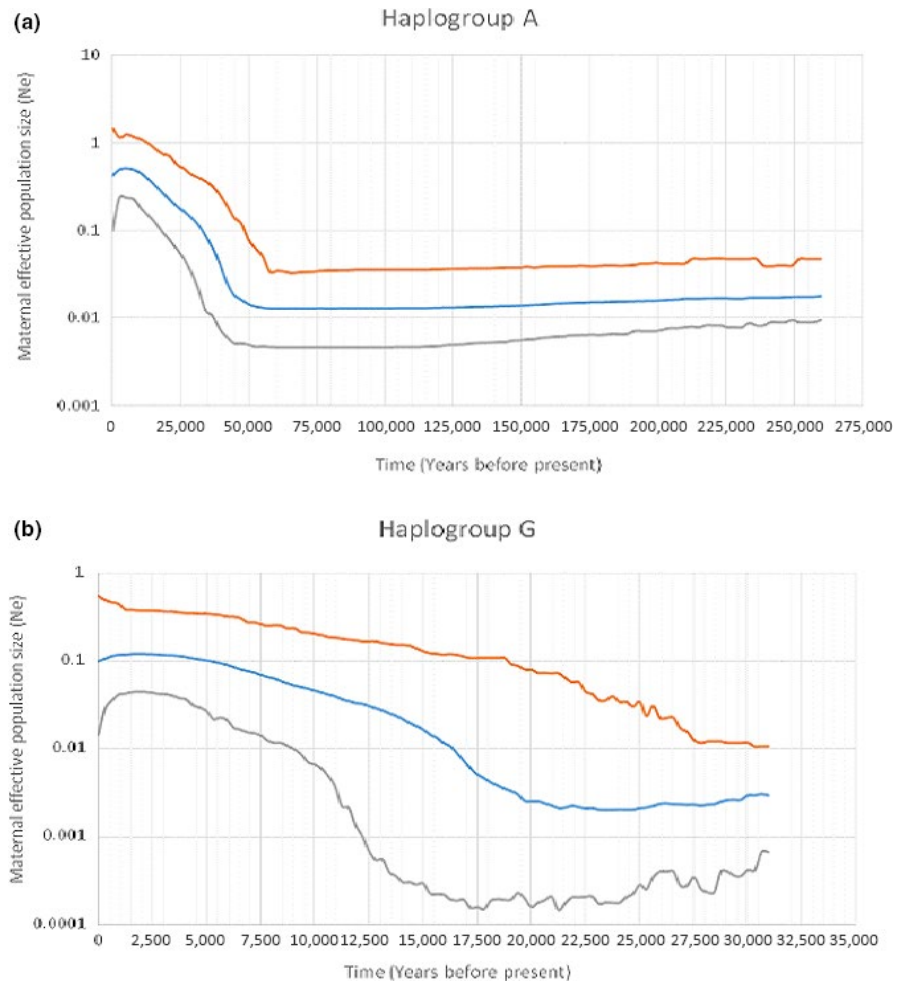 (a)
Haplogroup A
Maternal effective population size (Ne)
10
1
0.1
0.01
0.001
0 25,000 50,000 75,000 100,000 125,000 150,000 175,000 200,000 225,000 250,000 275,000
Time (Years before present)
(b)
Haplogroup G
Maternal effective population size (Ne)
1
0.1
0.01
0.001
0.0001
0 2,500 5,000 7,500 10,000 12,500 15,000 17,500 20,000 22,500 25,000 27,500 30,000 32,500 35,000
Time (Years before present)